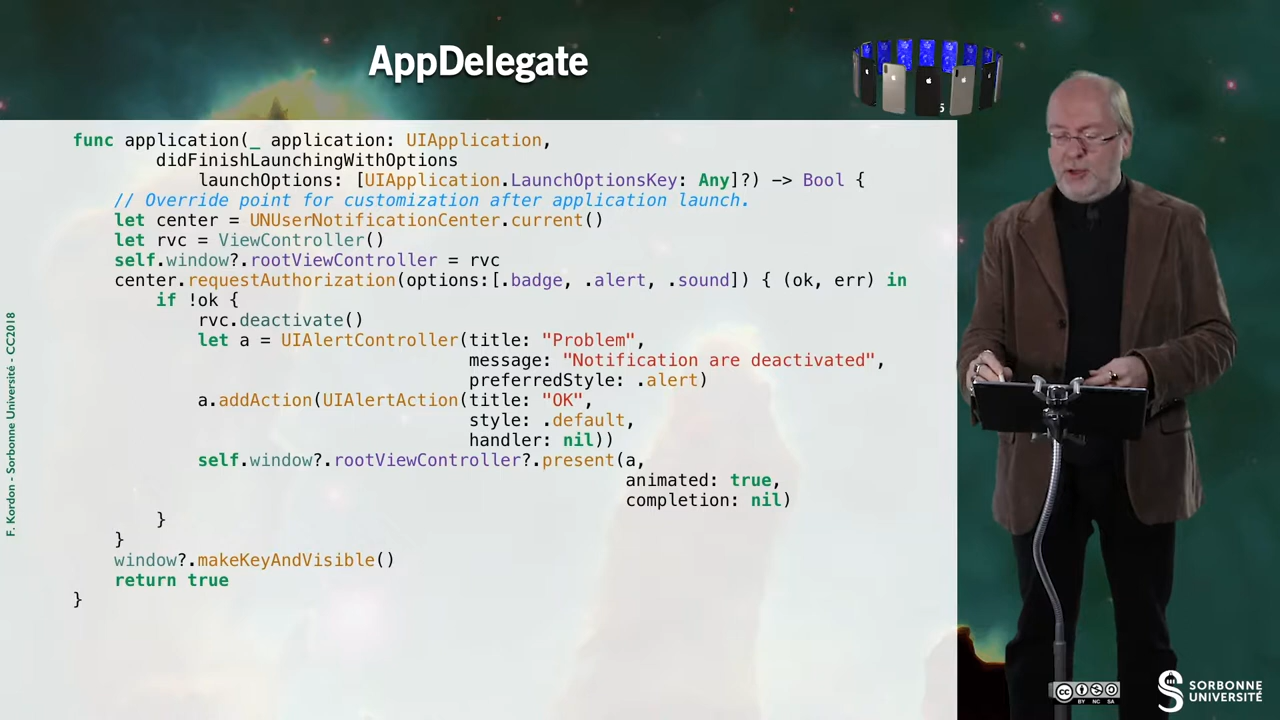 AppDelegate
func application(_ application: UIApplication,
didFinishLaunchingWithOptions
launchOptions: [UIApplication.LaunchOptionsKey: Any]?) -> Bool {
// Override point for customization after application launch.
let center = UNUserNotificationCenter.current()
let rvc = ViewController()
self.window?.rootViewController = rvc
center.requestAuthorization(options:[.badge, .alert, .sound]) { (ok, err) in
if !ok {
rvc.deactivate()
let a = UIAlertController(title: "Problem",
message: "Notification are deactivated",
preferredStyle: .alert)
a.addAction(UIAlertAction(title: "OK",
style: .default,
handler: nil))
self.window?.rootViewController?.present(a,
animated: true,
completion: nil)
}
}
window?.makeKeyAndVisible()
return true
}
F. Kordon - Sorbonne Université - CC2018
CC
BY NC SA
SORBONNE
UNIVERSITÉ